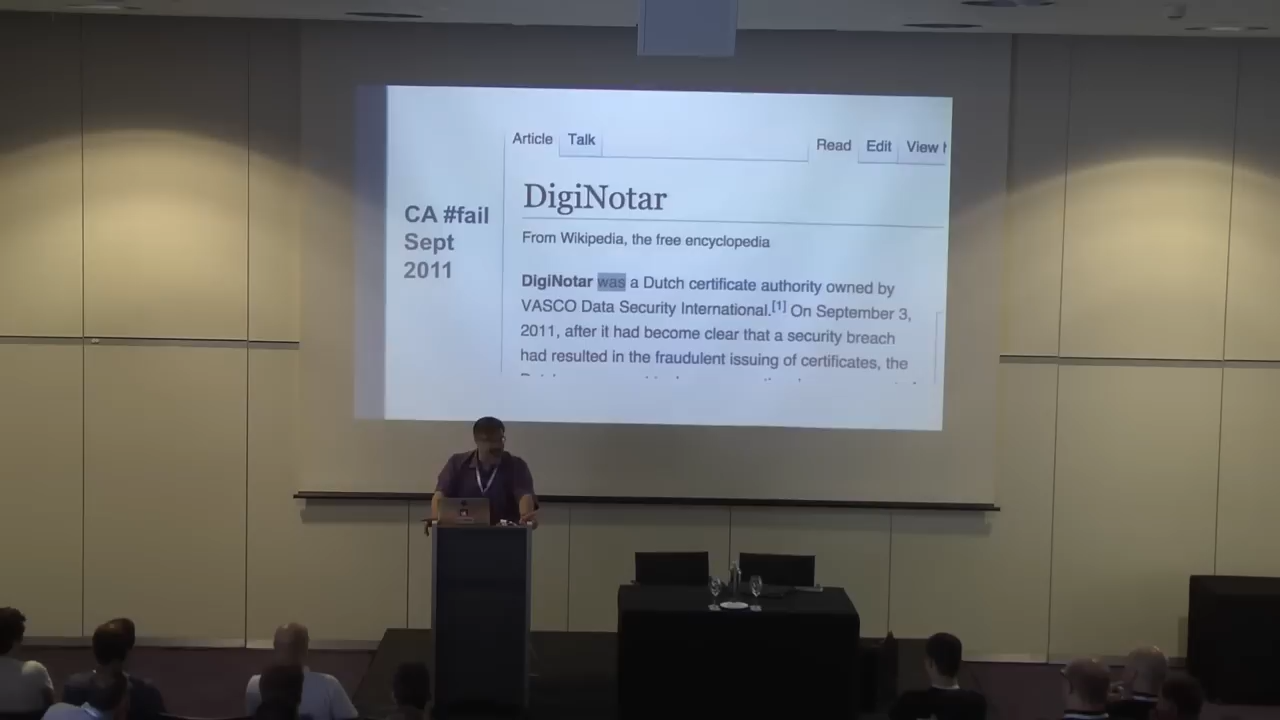 Article Talk Read Edit View
DigiNotar
CA #fail
Sept
2011
From Wikipedia, the free encyclopedia
DigiNotar was a Dutch certificate authority owned by
VASCO Data Security International.[1] On September 3,
2011, after it had become clear that a security breach
had resulted in the fraudulent issuing of certificates, the